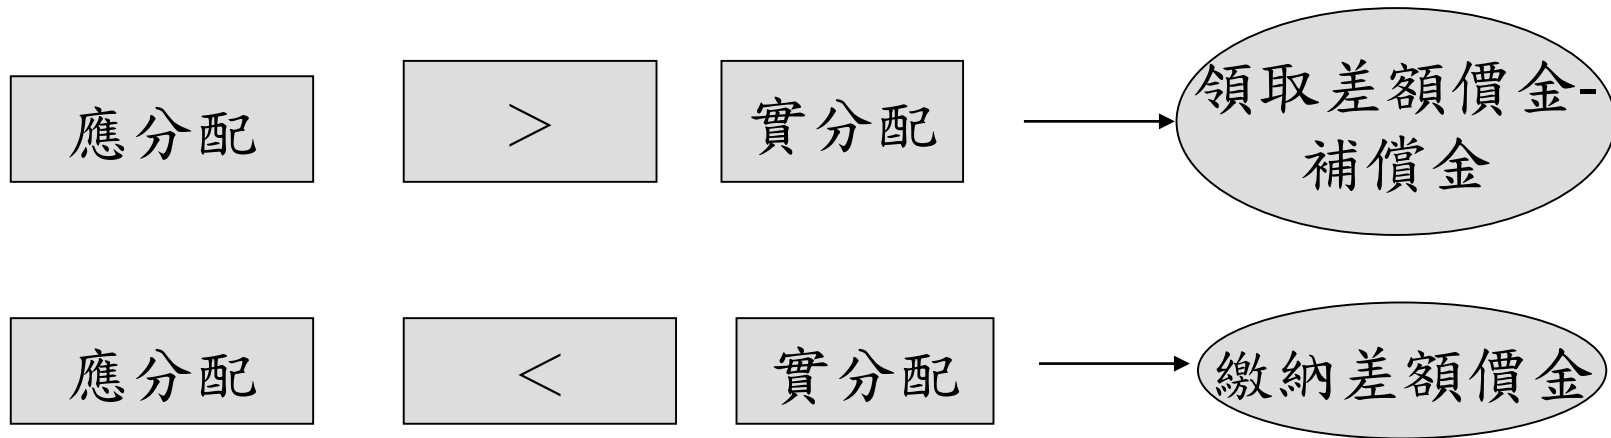 應分配 > 實分配 領取差額價金-
補償金
應分配 < 實分配 繳納差額價金